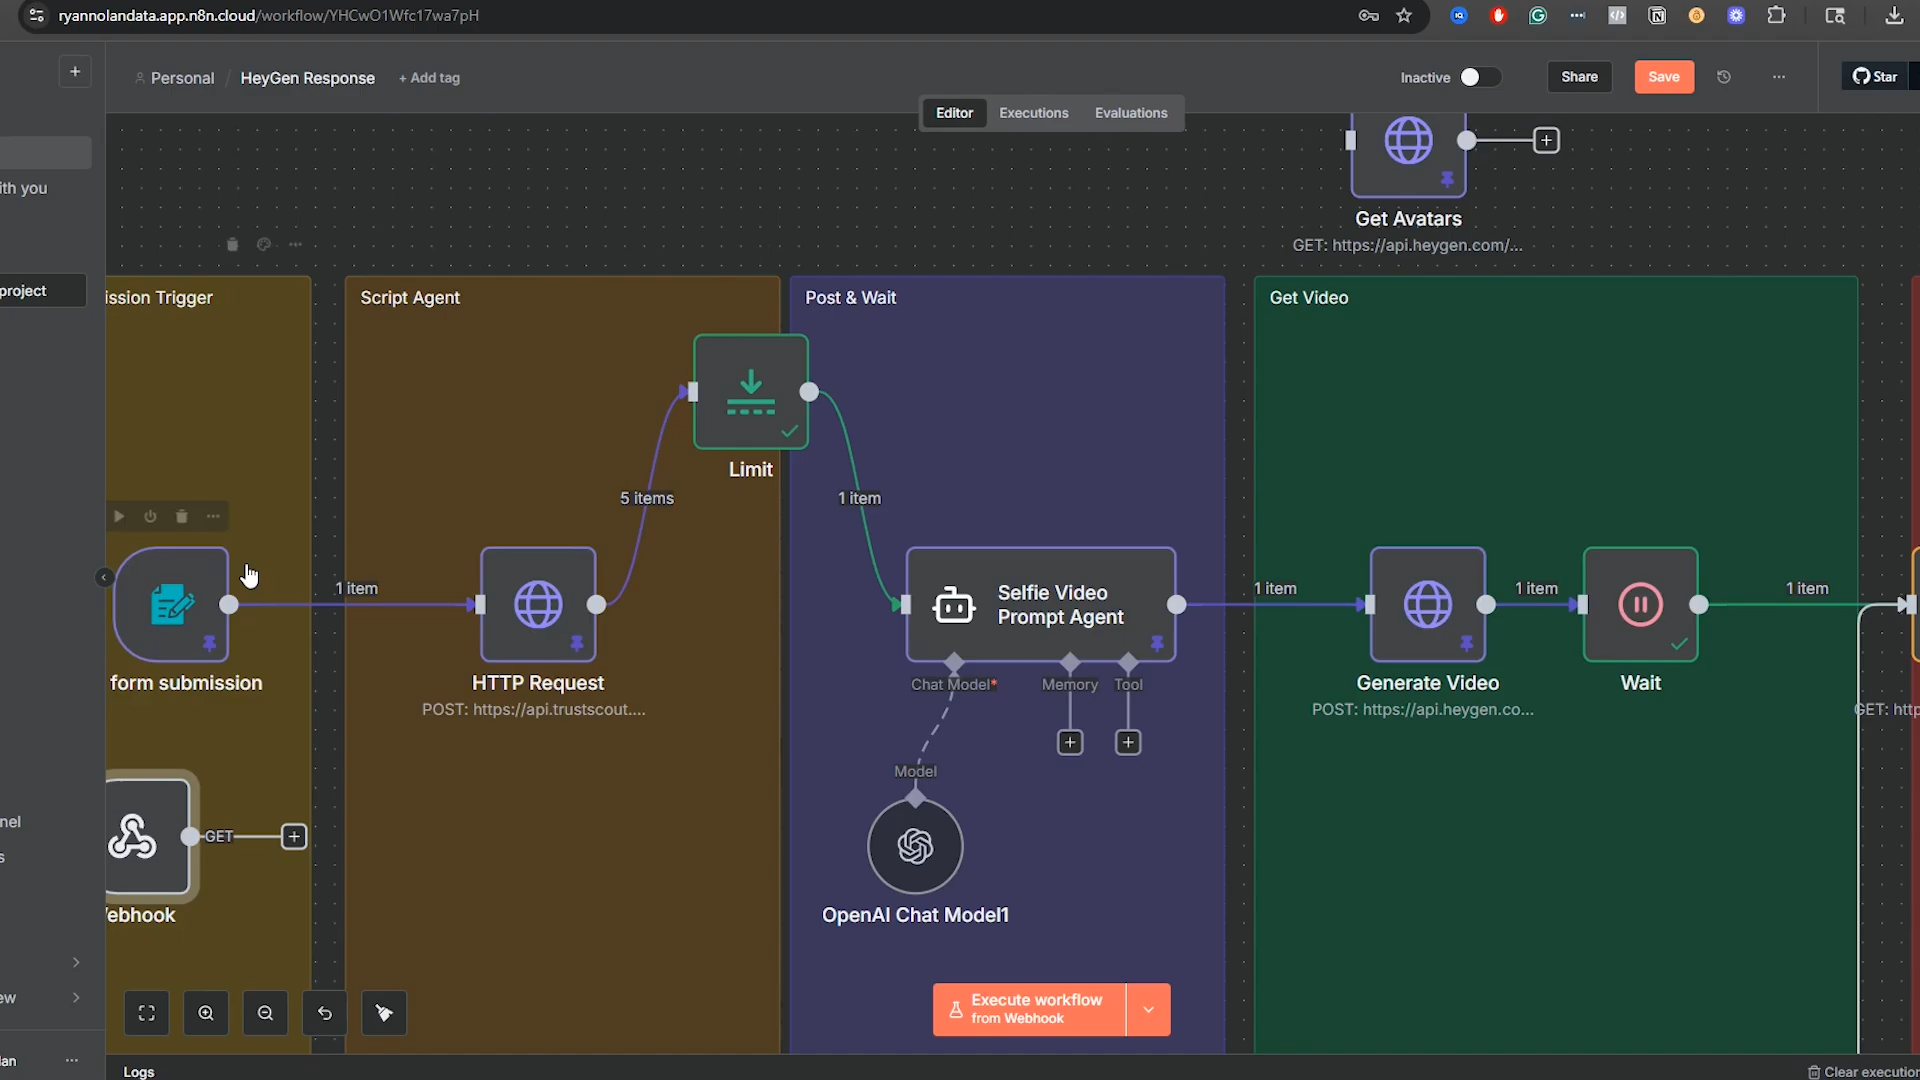 ryannolandata.app.n8n.cloud/workflow/YHCwO1Wfc17wa7pH
Personal / HeyGen Response + Add tag
Inactive
Share
Save
Star
Editor Executions Evaluations
ith you
project
nel
s
ew
lan
Get Avatars
GET: https://api.heygen.com/...
ission Trigger
Script Agent
Post & Wait
Get Video
Limit
5 items
1 item
1 item
1 item
1 item
1 item
form submission
HTTP Request
POST: https://api.trustscout....
Selfie Video
Prompt Agent
Chat Model*
Memory
Tool
Generate Video
POST: https://api.heygen.co...
Wait
GET: http
Model
OpenAI Chat Model1
GET
ebhook
Execute workflow
from Webhook
Logs
Clear execution